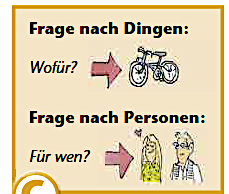 Frage nach Dingen:
Wofür?
Frage nach Personen:
Für wen?